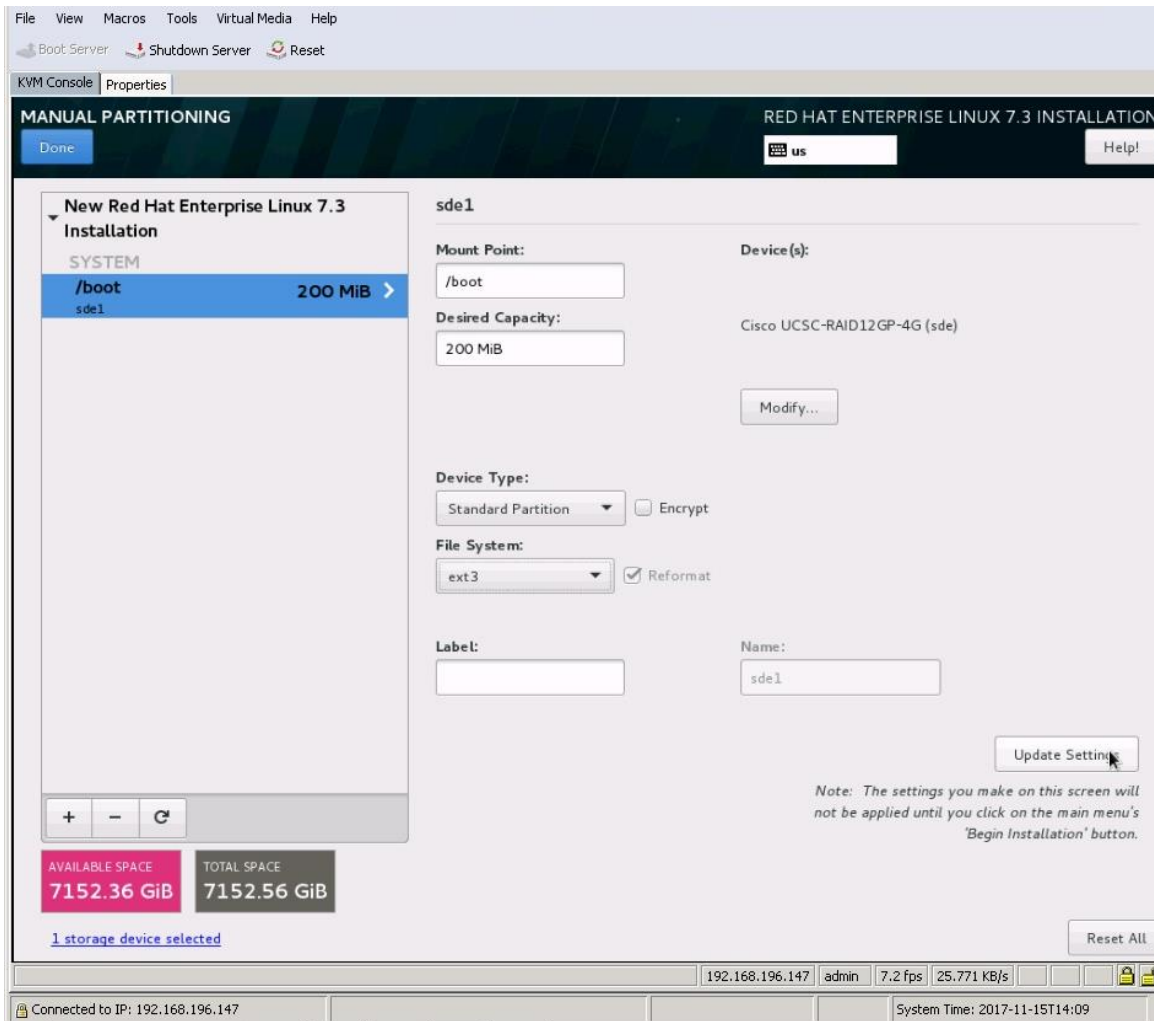 File View Macros Tools Virtual Media Help
Boot Server Shutdown Server Reset
KVM Console Properties
MANUAL PARTITIONING
RED HAT ENTERPRISE LINUX 7.3 INSTALLATION
Done
us
Help!
New Red Hat Enterprise Linux 7.3
Installation
SYSTEM
/boot
200 MiB
sde1
sde1
Mount Point:
/boot
Desired Capacity:
200 MiB
Device(s):
Cisco UCSC-RAID12GP-4G (sde)
Modify...
Device Type:
Standard Partition
Encrypt
File System:
ext3
Reformat
Label:
Name:
sde1
Update Settings
Note: The settings you make on this screen will
not be applied until you click on the main menu's
'Begin Installation' button.
+ -
AVAILABLE SPACE
7152.36 GiB
TOTAL SPACE
7152.56 GiB
1 storage device selected
Reset All
192.168.196.147 admin 7.2 fps 25.771 KB/s
Connected to IP: 192.168.196.147
System Time: 2017-11-15T14:09